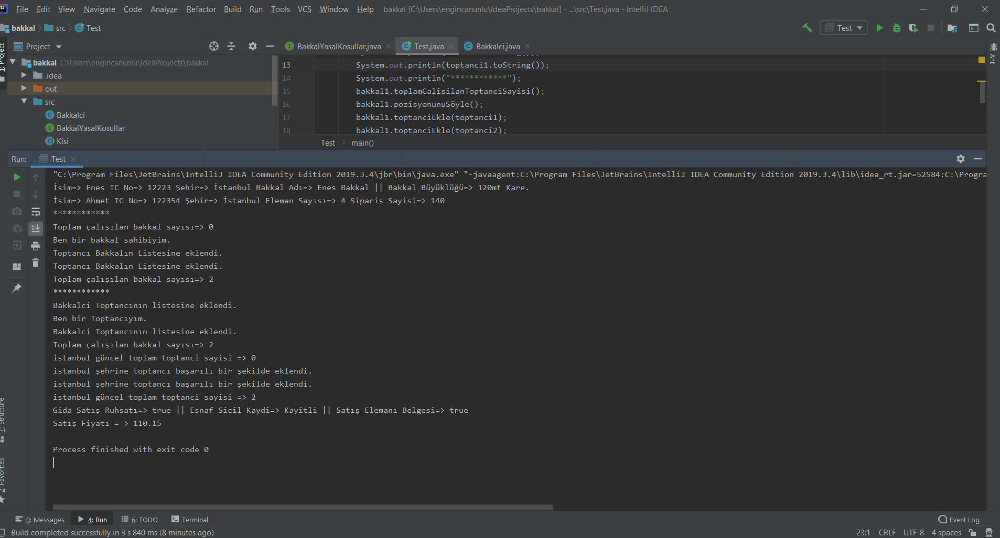 File Edit View Navigate Code Analyze Refactor Build Run Tools VCS Window Help bakkal [C:\Users\engincanunlu\IdeaProjects\bakkal] - ...\src\Test.java - IntelliJ IDEA
bakkal src Test
Test
Project
BakkalYasalKosullar.java Test.java Bakkalci.java
1: Project
Ant
bakkal C:\Users\engincanunlu\IdeaProjects\bakkal
.idea
out
src
Bakkalci
BakkalYasalKosullar
Kisi
13 System.out.println(toptanci1.toString());
14 System.out.println("************");
15 bakkal1.toplamCalisilanToptanciSayisi();
16 bakkal1.pozisyonunuSöyle();
17 bakkal1.toptanciEkle(toptanci1);
18 bakkal1.toptanciEkle(toptanci2);
Test main()
Run: Test
"C:\Program Files\JetBrains\IntelliJ IDEA Community Edition 2019.3.4\jbr\bin\java.exe" "-javaagent:C:\Program Files\JetBrains\IntelliJ IDEA Community Edition 2019.3.4\lib\idea_rt.jar=52584:C:\Progra
İsim=> Enes TC No=> 12223 Şehir=> İstanbul Bakkal Adı=> Enes Bakkal || Bakkal Büyüklüğü=> 120mt Kare.
İsim=> Ahmet TC No=> 122354 Şehir=> İstanbul Eleman Sayısı=> 4 Sipariş Sayisi=> 140
************
Toplam çalışılan bakkal sayısı=> 0
Ben bir bakkal sahibiyim.
Toptancı Bakkalın Listesine eklendi.
Toptancı Bakkalın Listesine eklendi.
Toplam çalışılan bakkal sayısı=> 2
************
Bakkalci Toptancının listesine eklendi.
Ben bir Toptancıyım.
Bakkalci Toptancının listesine eklendi.
Toplam çalışılan bakkal sayısı=> 2
istanbul güncel toplam toptanci sayisi => 0
istanbul şehrine toptancı başarılı bir şekilde eklendi.
istanbul şehrine toptancı başarılı bir şekilde eklendi.
istanbul güncel toplam toptanci sayisi => 2
Gida Satış Ruhsatı=> true || Esnaf Sicil Kaydi=> Kayitli || Satış Elemanı Belgesi=> true
Satış Fiyatı = > 110.15
Process finished with exit code 0
7: Structure
2: Favorites
0: Messages 4: Run 6: TODO Terminal Event Log
Build completed successfully in 3 s 840 ms (8 minutes ago) 23:1 CRLF UTF-8 4 spaces